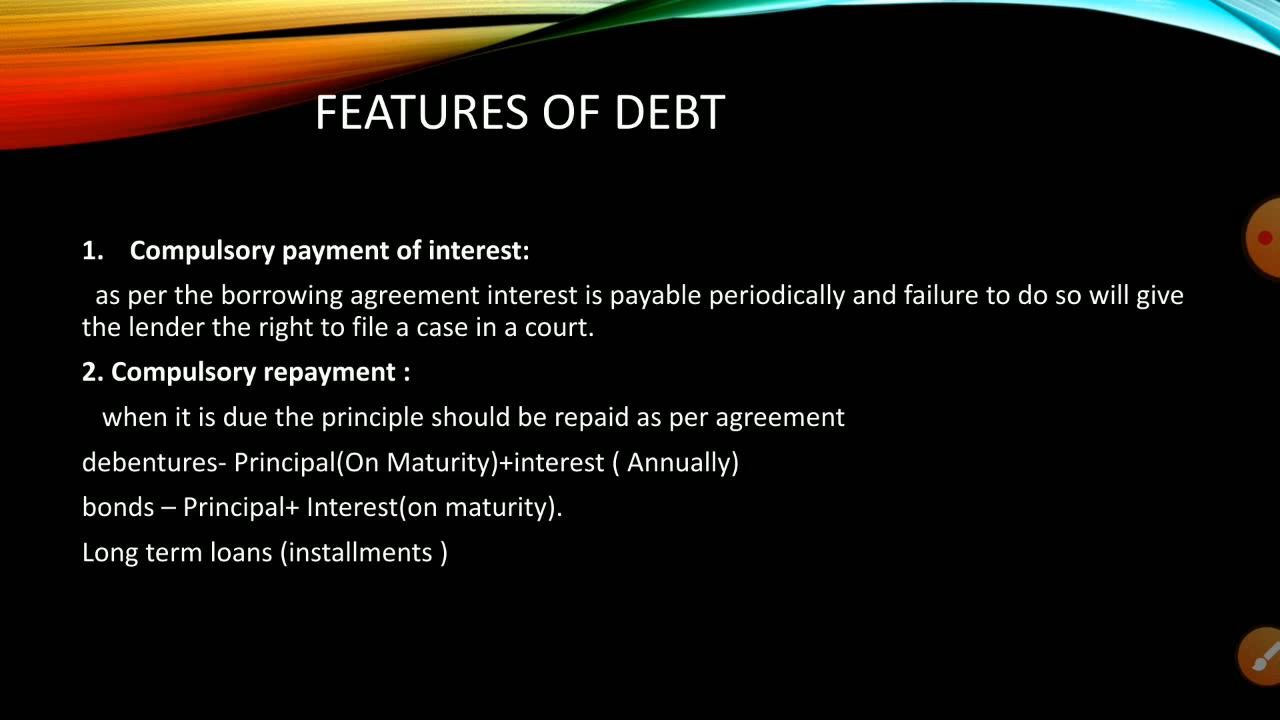 FEATURES OF DEBT
1. Compulsory payment of interest:
as per the borrowing agreement interest is payable periodically and failure to do so will give
the lender the right to file a case in a court.
2. Compulsory repayment :
when it is due the principle should be repaid as per agreement
debentures- Principal(On Maturity)+interest ( Annually)
bonds – Principal+ Interest(on maturity).
Long term loans (installments )